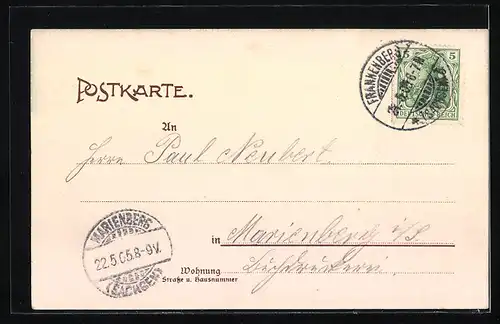 FRANKENBERG
5
DEUTSCHES REICH
POSTKARTE.
An
Herrn Paul Neubert
MARIENBERG
22.5.05.8-9V.
(SACHSEN)
in Marienberg i/S
Wohnung Buchdruckerei
Straße u. Hausnummer